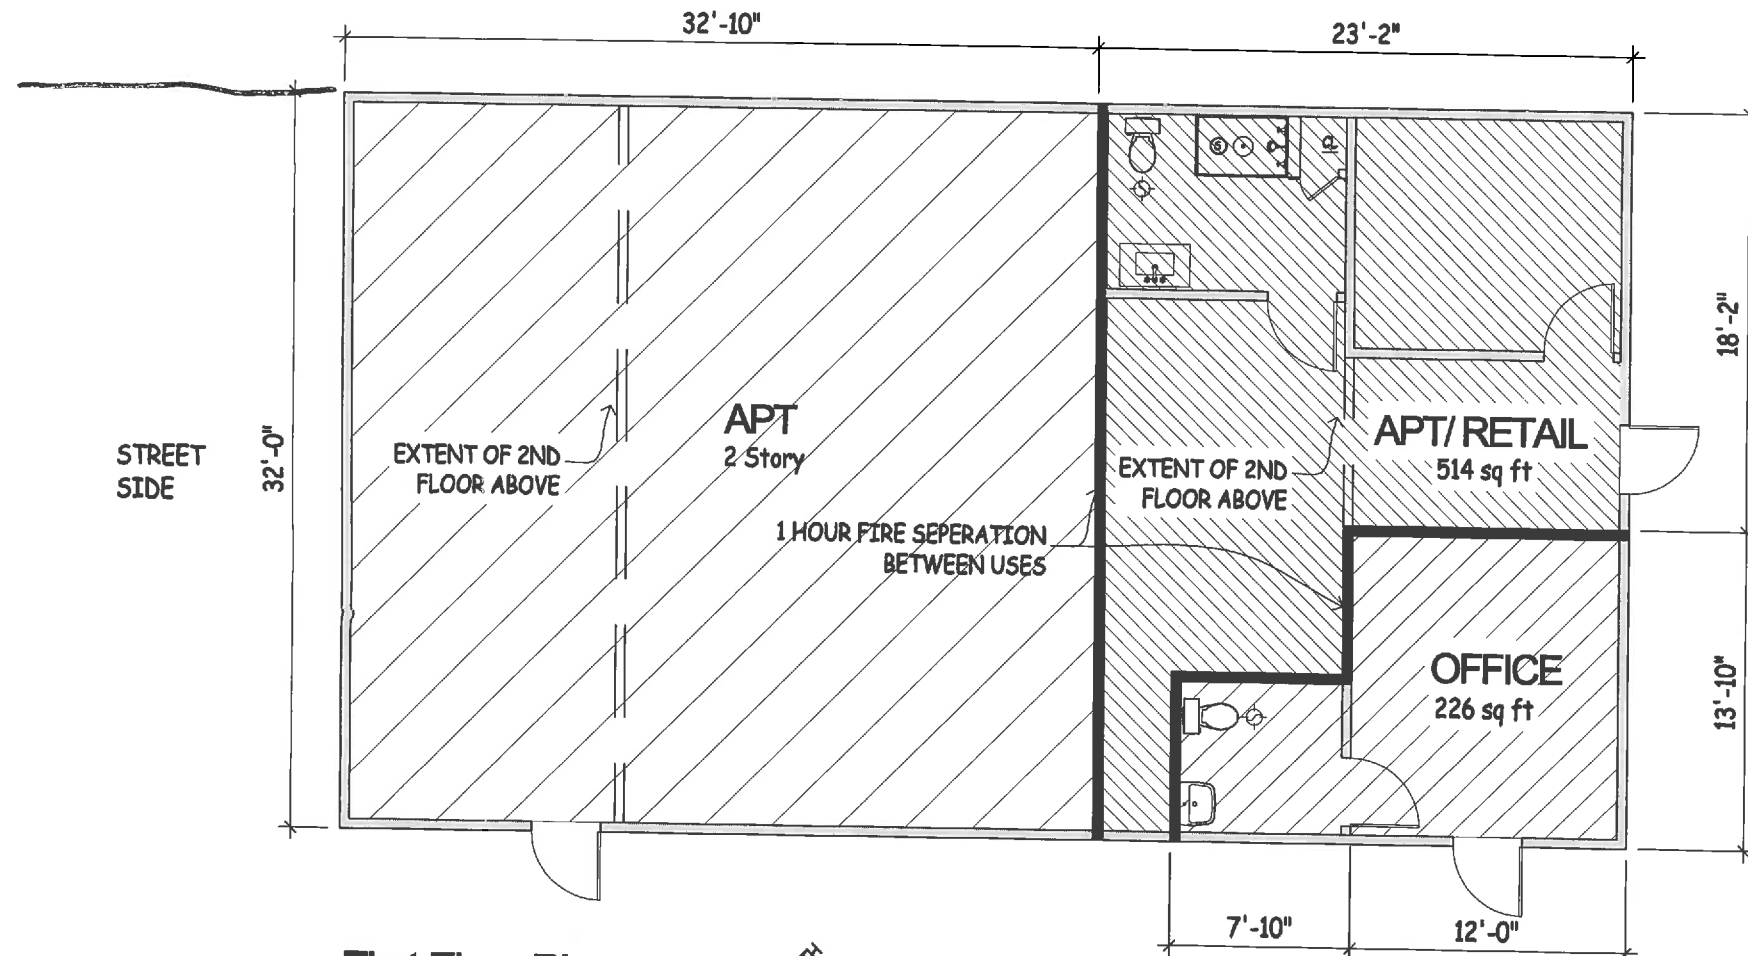 32'-10"
23'-2"
STREET
SIDE
32'-0"
EXTENT OF 2ND
FLOOR ABOVE
APT
2 Story
1 HOUR FIRE SEPERATION
BETWEEN USES
EXTENT OF 2ND
FLOOR ABOVE
APT/ RETAIL
514 sq ft
18'-2"
OFFICE
226 sq ft
13'-10"
7'-10"
12'-0"